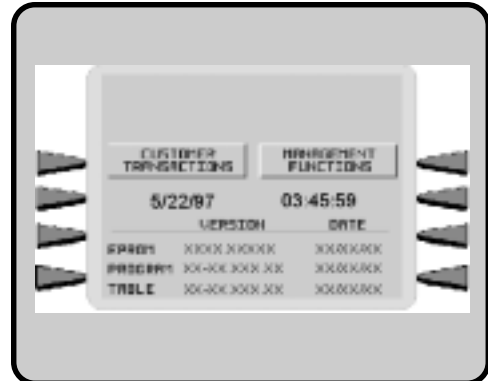 CUSTOMER TRANSACTIONS
MANAGEMENT FUNCTIONS
5/22/97 03:45:59
VERSION DATE
EPROM XXXX.XXXXX XX/XX/XX
PROGRAM XX-XX.XXX.XX XX/XX/XX
TABLE XX-XX.XXX.XX XX/XX/XX